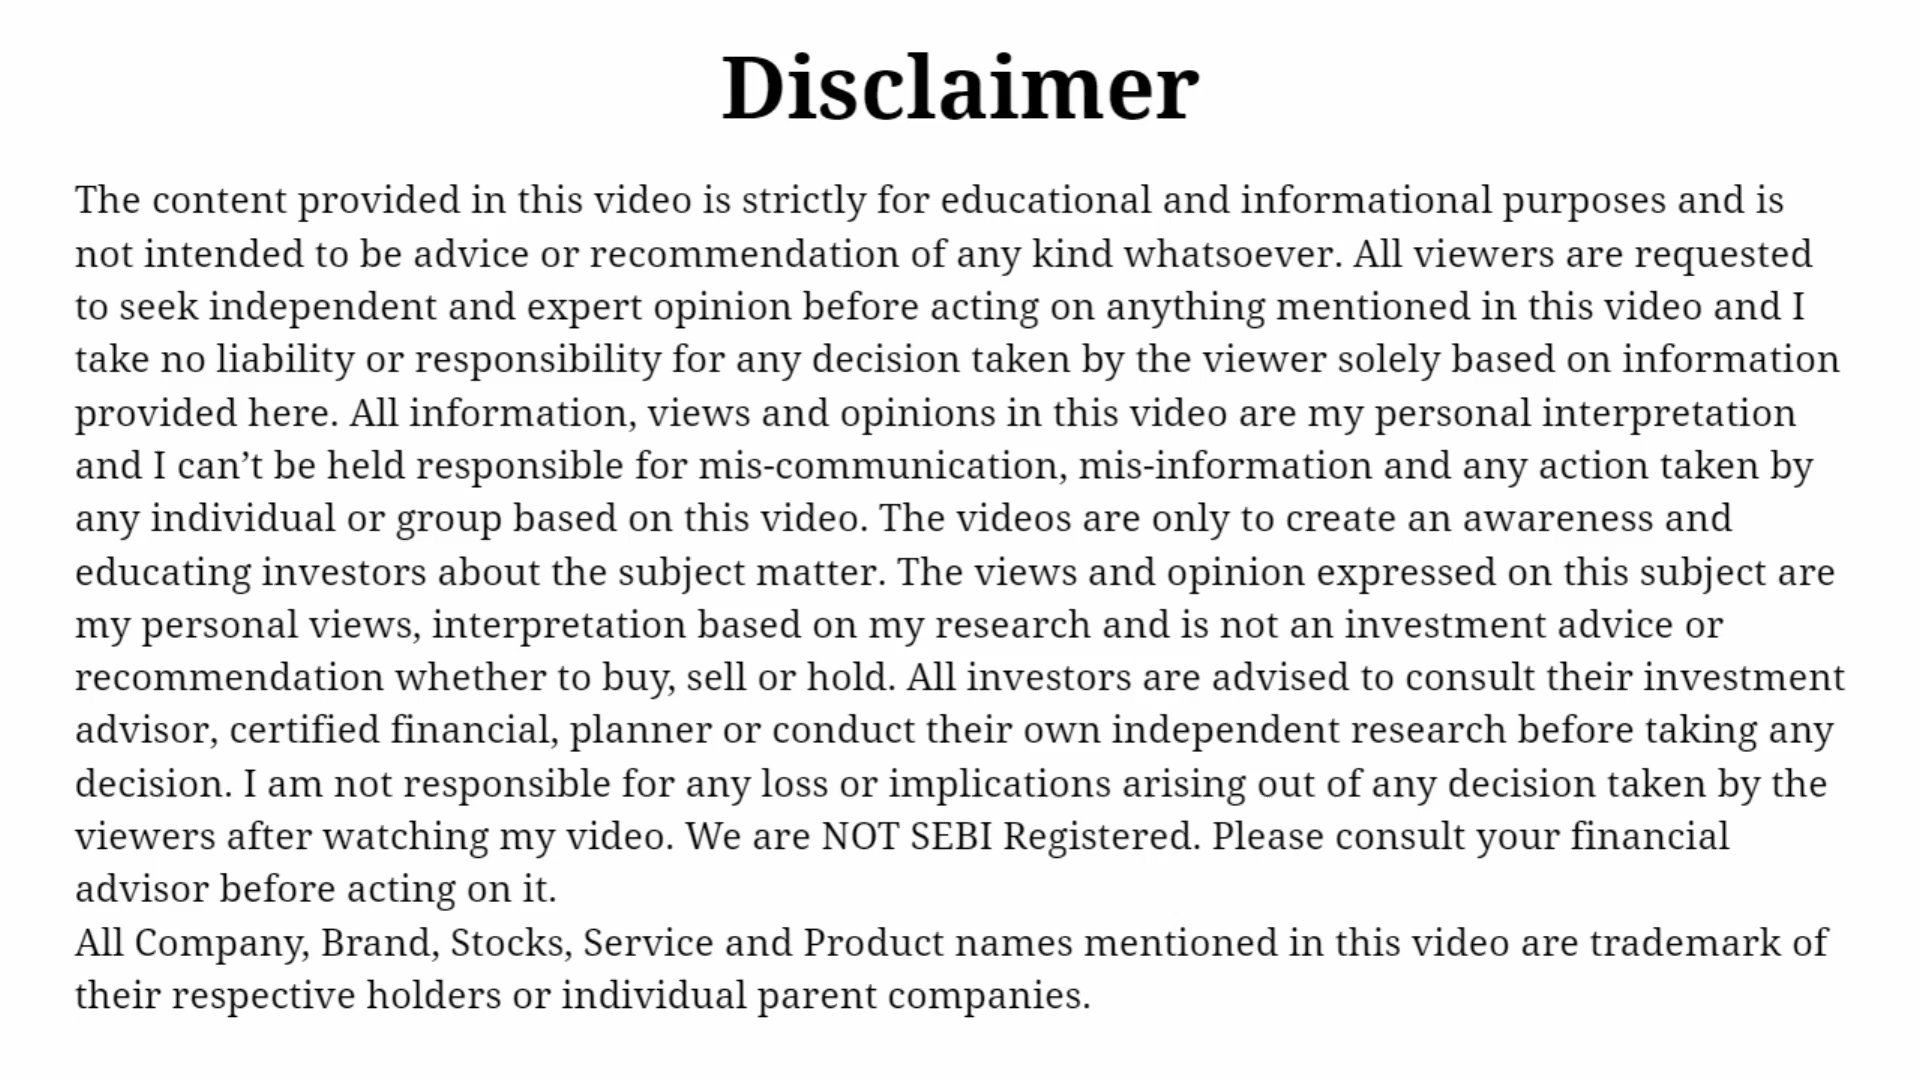 Disclaimer
The content provided in this video is strictly for educational and informational purposes and is
not intended to be advice or recommendation of any kind whatsoever. All viewers are requested
to seek independent and expert opinion before acting on anything mentioned in this video and I
take no liability or responsibility for any decision taken by the viewer solely based on information
provided here. All information, views and opinions in this video are my personal interpretation
and I can’t be held responsible for mis-communication, mis-information and any action taken by
any individual or group based on this video. The videos are only to create an awareness and
educating investors about the subject matter. The views and opinion expressed on this subject are
my personal views, interpretation based on my research and is not an investment advice or
recommendation whether to buy, sell or hold. All investors are advised to consult their investment
advisor, certified financial, planner or conduct their own independent research before taking any
decision. I am not responsible for any loss or implications arising out of any decision taken by the
viewers after watching my video. We are NOT SEBI Registered. Please consult your financial
advisor before acting on it.
All Company, Brand, Stocks, Service and Product names mentioned in this video are trademark of
their respective holders or individual parent companies.